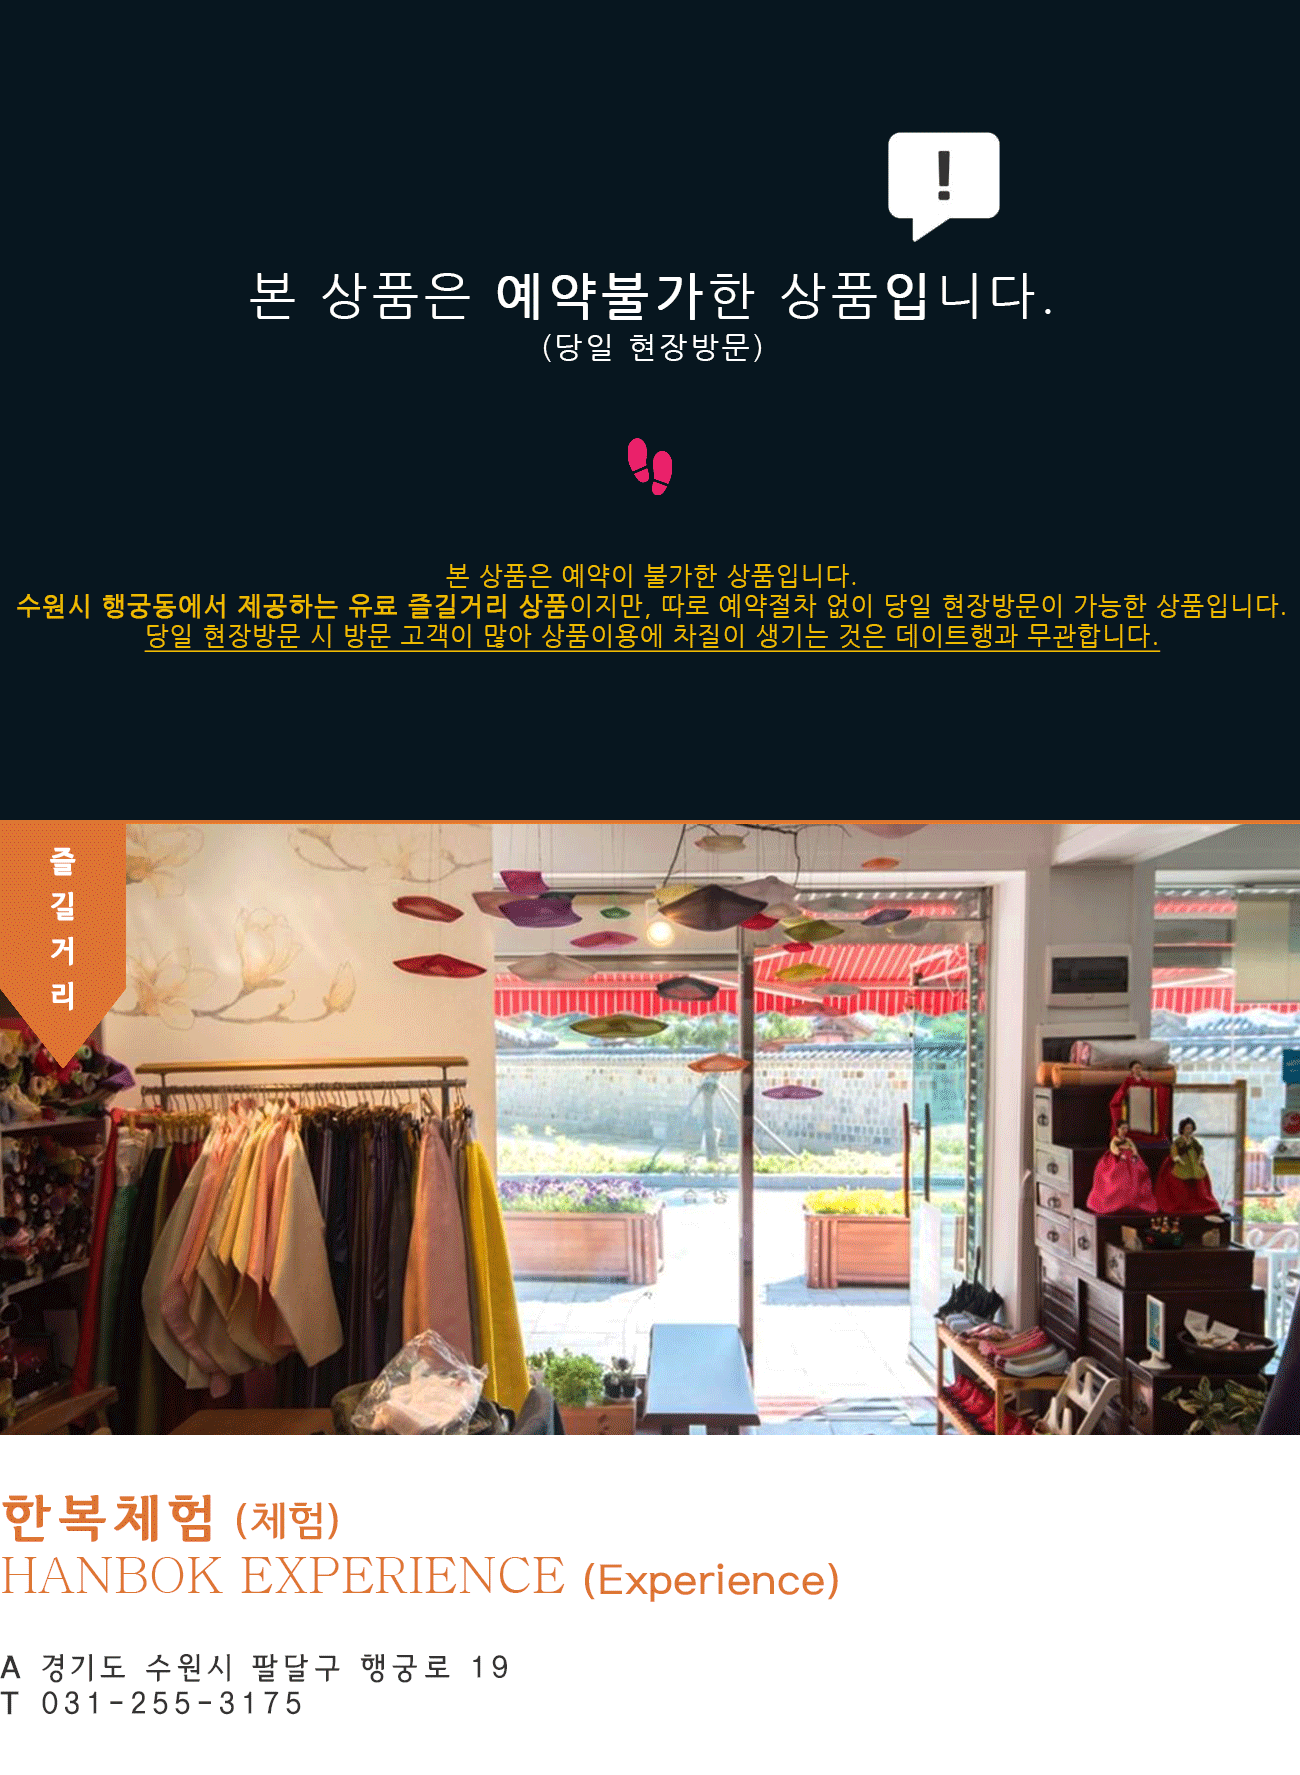 !
본 상품은 예약불가한 상품입니다.
(당일 현장방문)
본 상품은 예약이 불가한 상품입니다.
수원시 행궁동에서 제공하는 유료 즐길거리 상품이지만, 따로 예약절차 없이 당일 현장방문이 가능한 상품입니다.
당일 현장방문 시 방문 고객이 많아 상품이용에 차질이 생기는 것은 데이트행과 무관합니다.
즐길거리
한복체험 (체험)
HANBOK EXPERIENCE (Experience)
A 경기도 수원시 팔달구 행궁로 19
T 031-255-3175